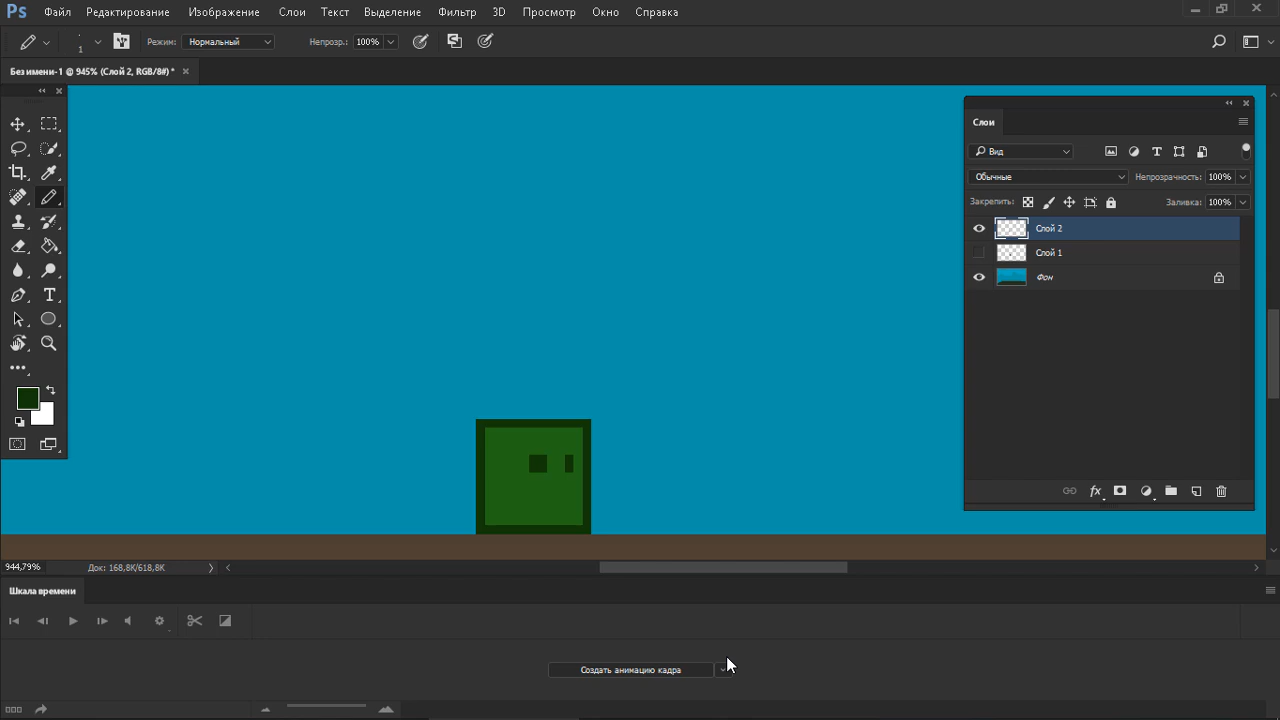 Ps Файл Редактирование Изображение Слои Текст Выделение Фильтр 3D Просмотр Окно Справка
1 Режим: Нормальный Непрозр.: 100%
Без имени-1 @ 945% (Слой 2, RGB/8#) *
Слои
Вид
Обычные Непрозрачность: 100%
Закрепить: Заливка: 100%
Слой 2
Слой 1
Фон
fx
944,79% Док: 168,8K/618,8K
Шкала времени
Создать анимацию кадра